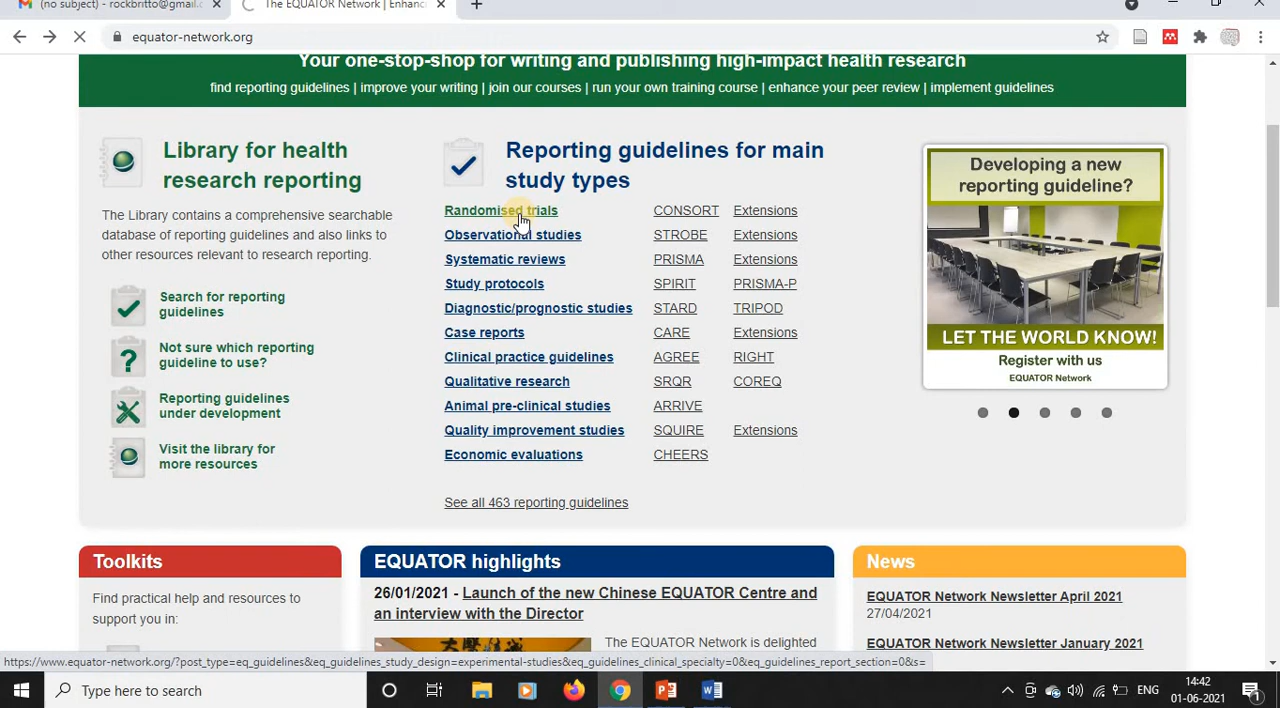 (no subject) - rockbritto@gmail.c
The EQUATOR Network | Enhanc
equator-network.org
Your one-stop-shop for writing and publishing high-impact health research
find reporting guidelines | improve your writing | join our courses | run your own training course | enhance your peer review | implement guidelines
Library for health
research reporting
The Library contains a comprehensive searchable
database of reporting guidelines and also links to
other resources relevant to research reporting.
Search for reporting
guidelines
Not sure which reporting
guideline to use?
Reporting guidelines
under development
Visit the library for
more resources
Reporting guidelines for main
study types
Randomised trials CONSORT Extensions
Observational studies STROBE Extensions
Systematic reviews PRISMA Extensions
Study protocols SPIRIT PRISMA-P
Diagnostic/prognostic studies STARD TRIPOD
Case reports CARE Extensions
Clinical practice guidelines AGREE RIGHT
Qualitative research SRQR COREQ
Animal pre-clinical studies ARRIVE
Quality improvement studies SQUIRE Extensions
Economic evaluations CHEERS
See all 463 reporting guidelines
Developing a new
reporting guideline?
LET THE WORLD KNOW!
Register with us
EQUATOR Network
Toolkits
Find practical help and resources to
support you in:
EQUATOR highlights
26/01/2021 - Launch of the new Chinese EQUATOR Centre and
an interview with the Director
The EQUATOR Network is delighted
News
EQUATOR Network Newsletter April 2021
27/04/2021
EQUATOR Network Newsletter January 2021
https://www.equator-network.org/?post_type=eq_guidelines&eq_guidelines_study_design=experimental-studies&eq_guidelines_clinical_specialty=0&eq_guidelines_report_section=0&s=
Type here to search
ENG
14:42
01-06-2021